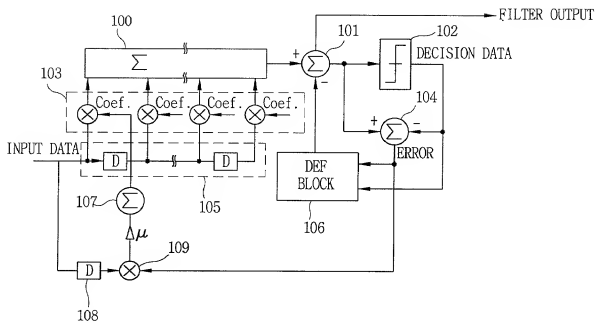 FILTER OUTPUT
100
101
102
Σ
+
Σ
DECISION DATA
−
103
Coef.
Coef.
Coef.
Coef.
104
+
Σ
−
INPUT DATA
D
D
ERROR
DEF
BLOCK
105
106
107
Σ
Δμ
109
D
108